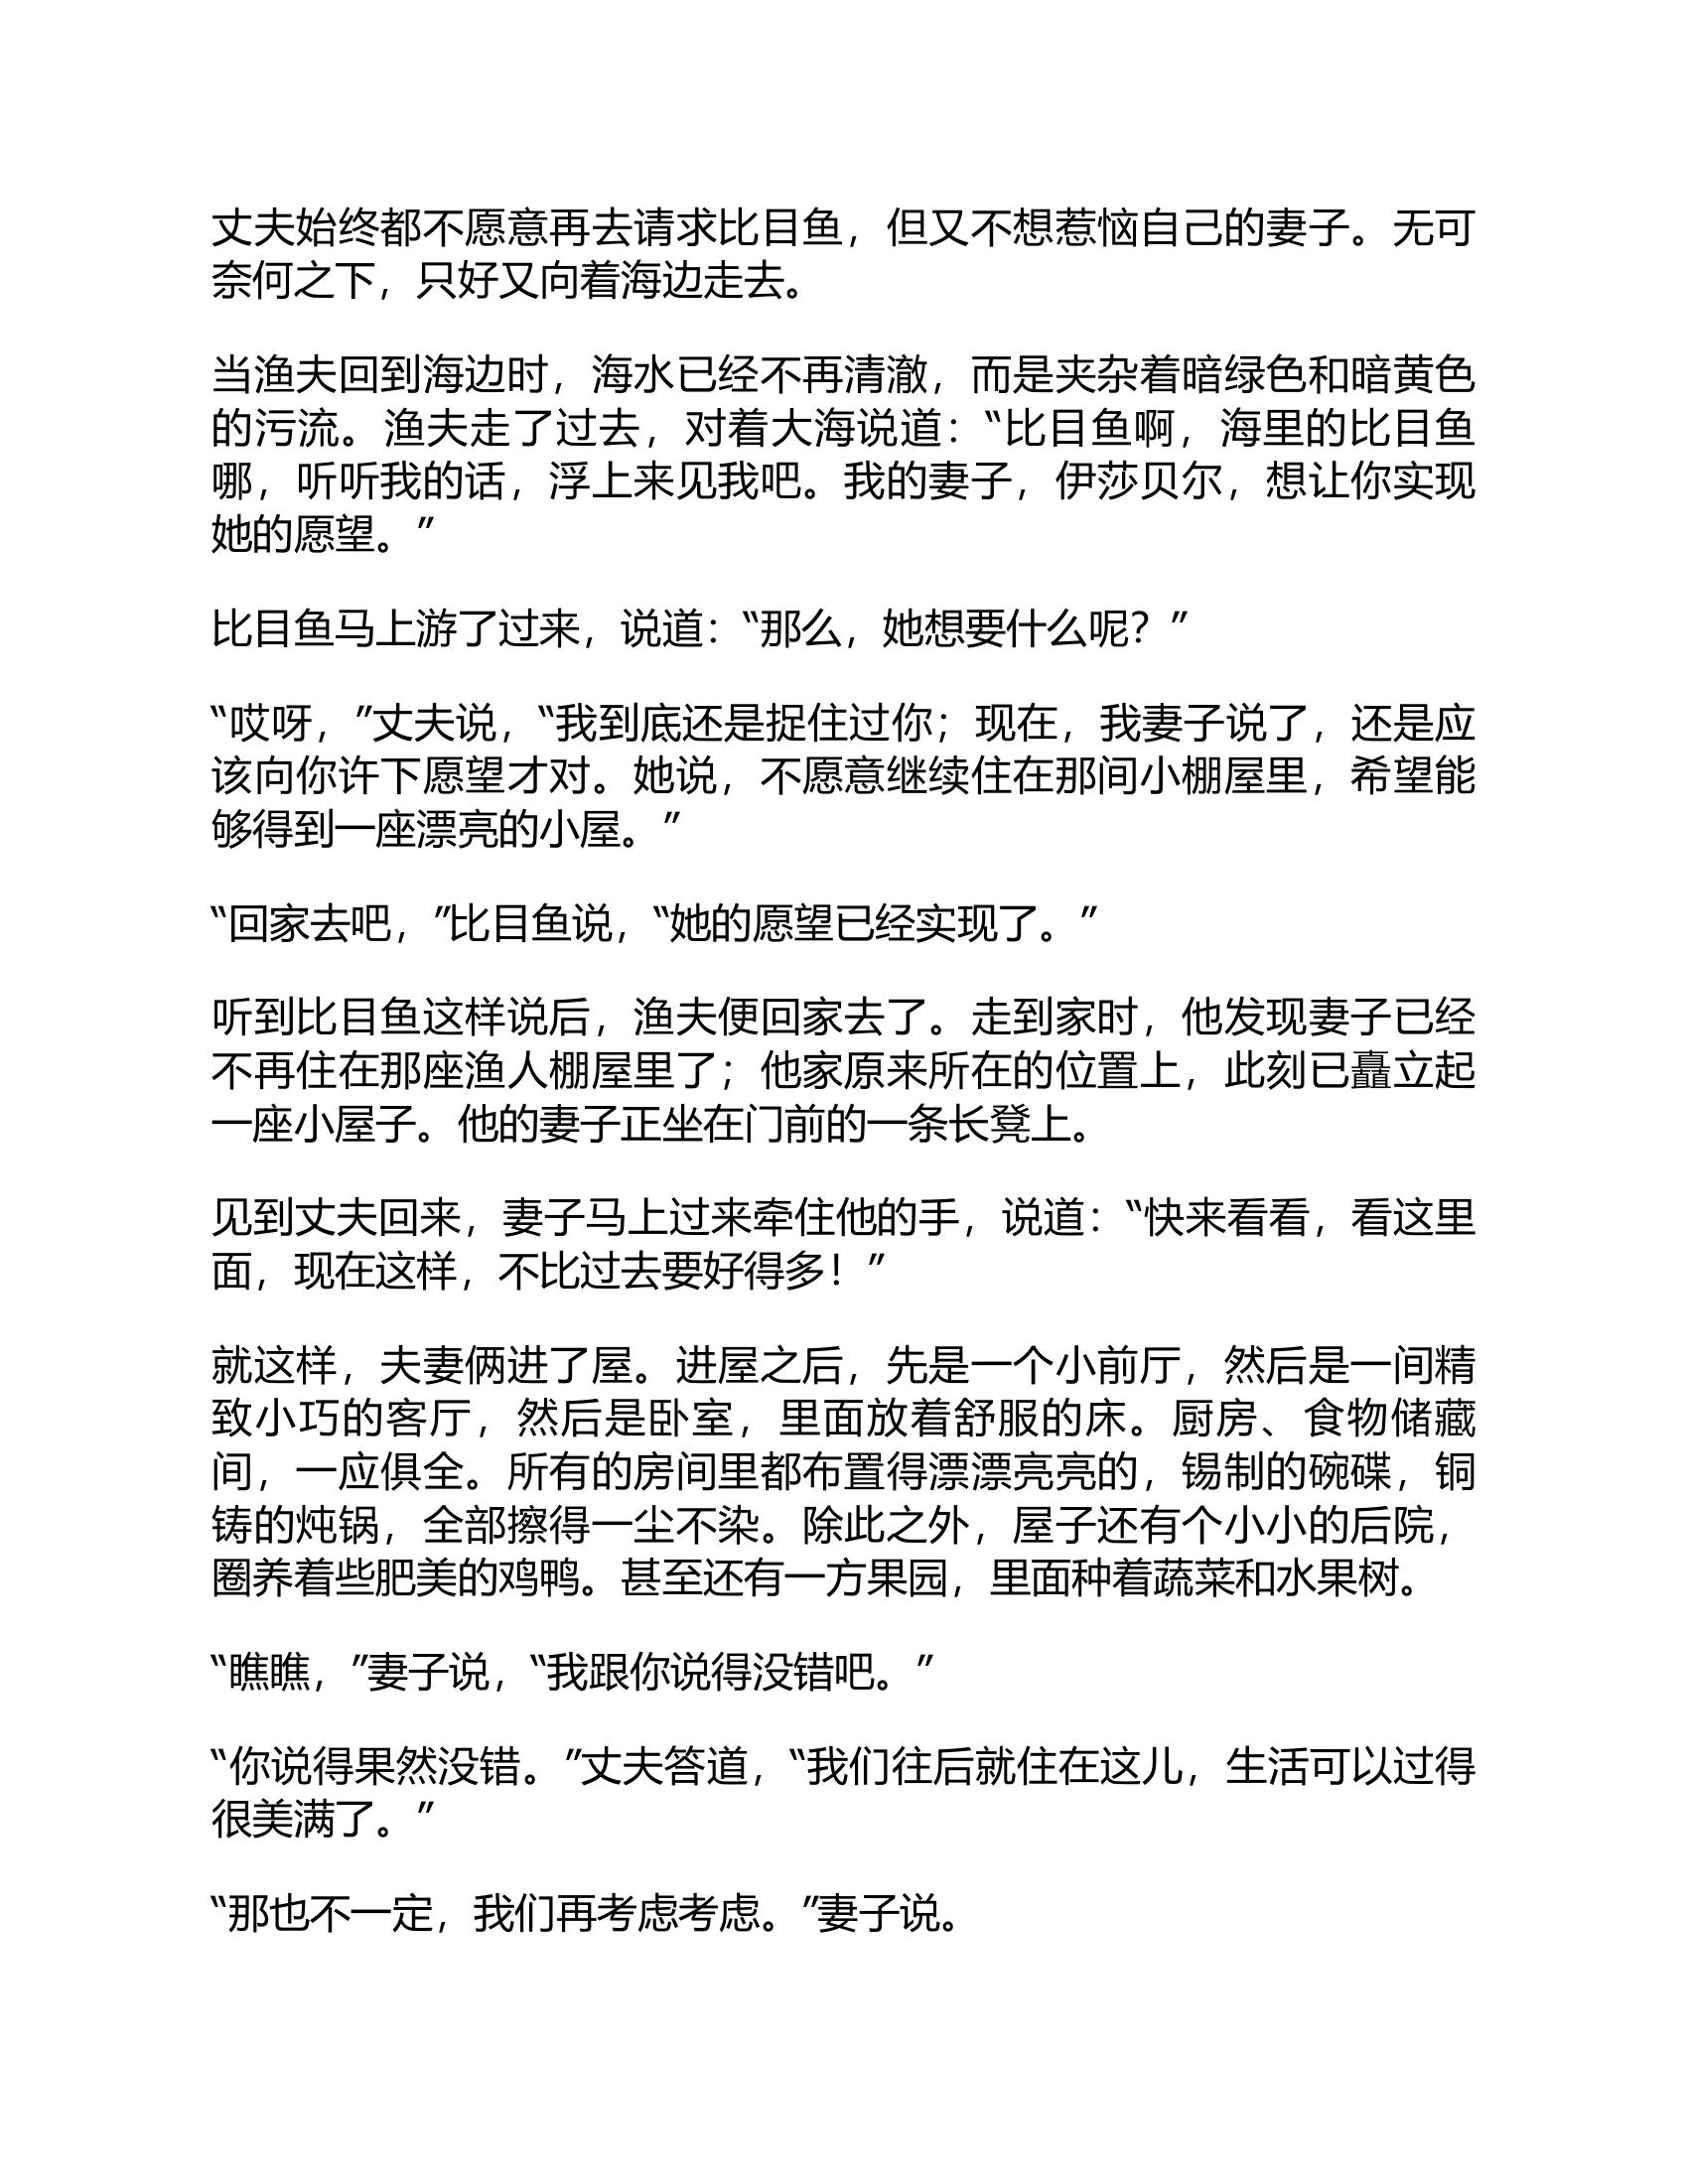 丈夫始终都不愿意再去请求比目鱼，但又不想惹恼自己的妻子。无可
奈何之下，只好又向着海边走去。
当渔夫回到海边时，海水已经不再清澈，而是夹杂着暗绿色和暗黄色
的污流。渔夫走了过去，对着大海说道：“比目鱼啊，海里的比目鱼
哪，听听我的话，浮上来见我吧。我的妻子，伊莎贝尔，想让你实现
她的愿望。”
比目鱼马上游了过来，说道：“那么，她想要什么呢？”
“哎呀，”丈夫说，“我到底还是捉住过你；现在，我妻子说了，还是应
该向你许下愿望才对。她说，不愿意继续住在那间小棚屋里，希望能
够得到一座漂亮的小屋。”
“回家去吧，”比目鱼说，“她的愿望已经实现了。”
听到比目鱼这样说后，渔夫便回家去了。走到家时，他发现妻子已经
不再住在那座渔人棚屋里了；他家原来所在的位置上，此刻已矗立起
一座小屋子。他的妻子正坐在门前的一条长凳上。
见到丈夫回来，妻子马上过来牵住他的手，说道：“快来看看，看这里
面，现在这样，不比过去要好得多！”
就这样，夫妻俩进了屋。进屋之后，先是一个小前厅，然后是一间精
致小巧的客厅，然后是卧室，里面放着舒服的床。厨房、食物储藏
间，一应俱全。所有的房间里都布置得漂漂亮亮的，锡制的碗碟，铜
铸的炖锅，全部擦得一尘不染。除此之外，屋子还有个小小的后院，
圈养着些肥美的鸡鸭。甚至还有一方果园，里面种着蔬菜和水果树。
“瞧瞧，”妻子说，“我跟你说得没错吧。”
“你说得果然没错。”丈夫答道，“我们往后就住在这儿，生活可以过得
很美满了。”
“那也不一定，我们再考虑考虑。”妻子说。